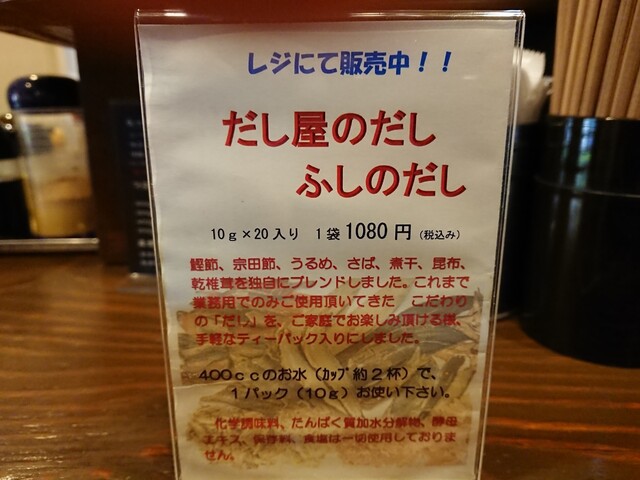 レジにて販売中！！
だし屋のだし
ふしのだし
10ｇ×20入り　1袋 1080 円（税込み）
鰹節、宗田節、うるめ、さば、煮干、昆布、
乾椎茸を独自にブレンドしました。これまで
業務用でのみご使用頂いてきた　こだわり
の「だし」を、ご家庭でお楽しみ頂ける様、
手軽なティーパック入りにしました。
400ｃｃのお水（ｶｯﾌﾟ約２杯）で、
１パック（10ｇ）お使い下さい。
化学調味料、たんぱく質加水分解物、酵母
エキス、保存料、食塩は一切使用しておりま
せん。